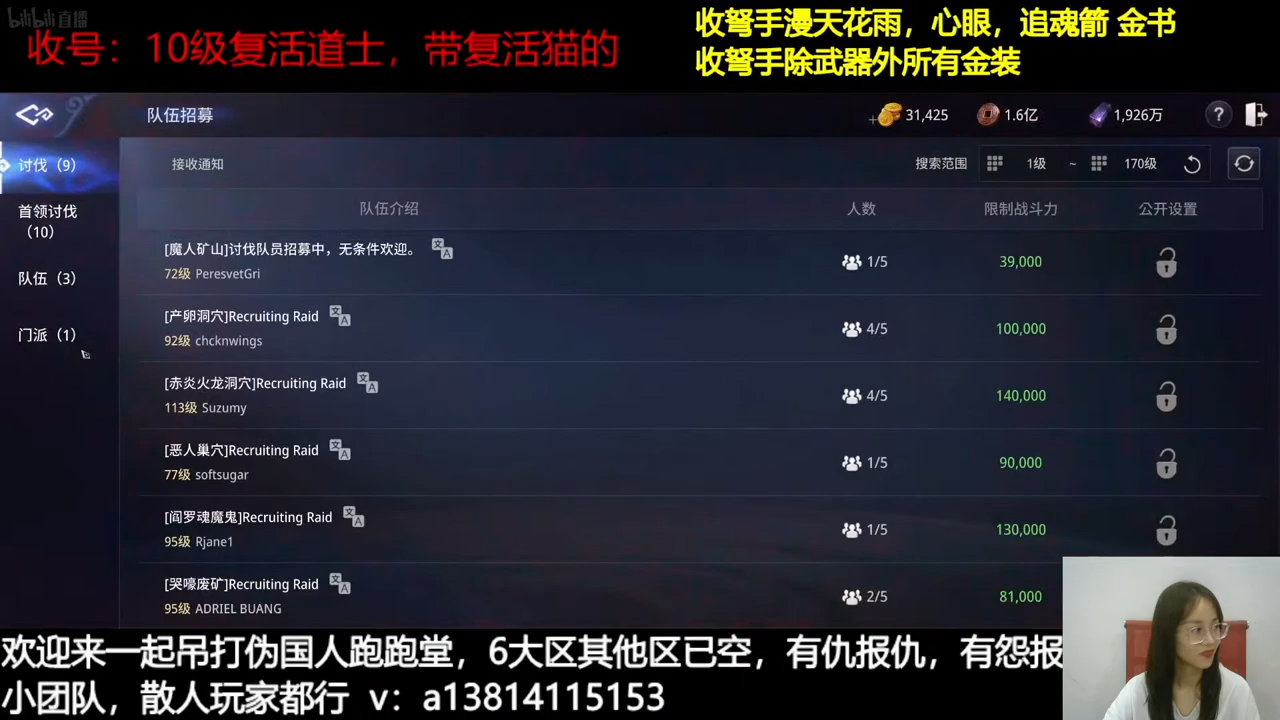 bilibili直播
收号：10级复活道士，带复活猫的
收弩手漫天花雨，心眼，追魂箭 金书
收弩手除武器外所有金装
队伍招募
31,425
1.6亿
1,926万
?
讨伐（9）
首领讨伐
（10）
队伍（3）
门派（1）
接收通知
搜索范围
1级 ~ 170级
队伍介绍 人数 限制战斗力 公开设置
[魔人矿山]讨伐队员招募中，无条件欢迎。
72级 PeresvetGri
1/5 39,000
[产卵洞穴]Recruiting Raid
92级 chcknwings
4/5 100,000
[赤炎火龙洞穴]Recruiting Raid
113级 Suzumy
4/5 140,000
[恶人巢穴]Recruiting Raid
77级 softsugar
1/5 90,000
[阎罗魂魔鬼]Recruiting Raid
95级 Rjane1
1/5 130,000
[哭嚎废矿]Recruiting Raid
95级 ADRIEL BUANG
2/5 81,000
欢迎来一起吊打伪国人跑跑堂，6大区其他区已空，有仇报仇，有怨报
小团队，散人玩家都行 v：a13814115153